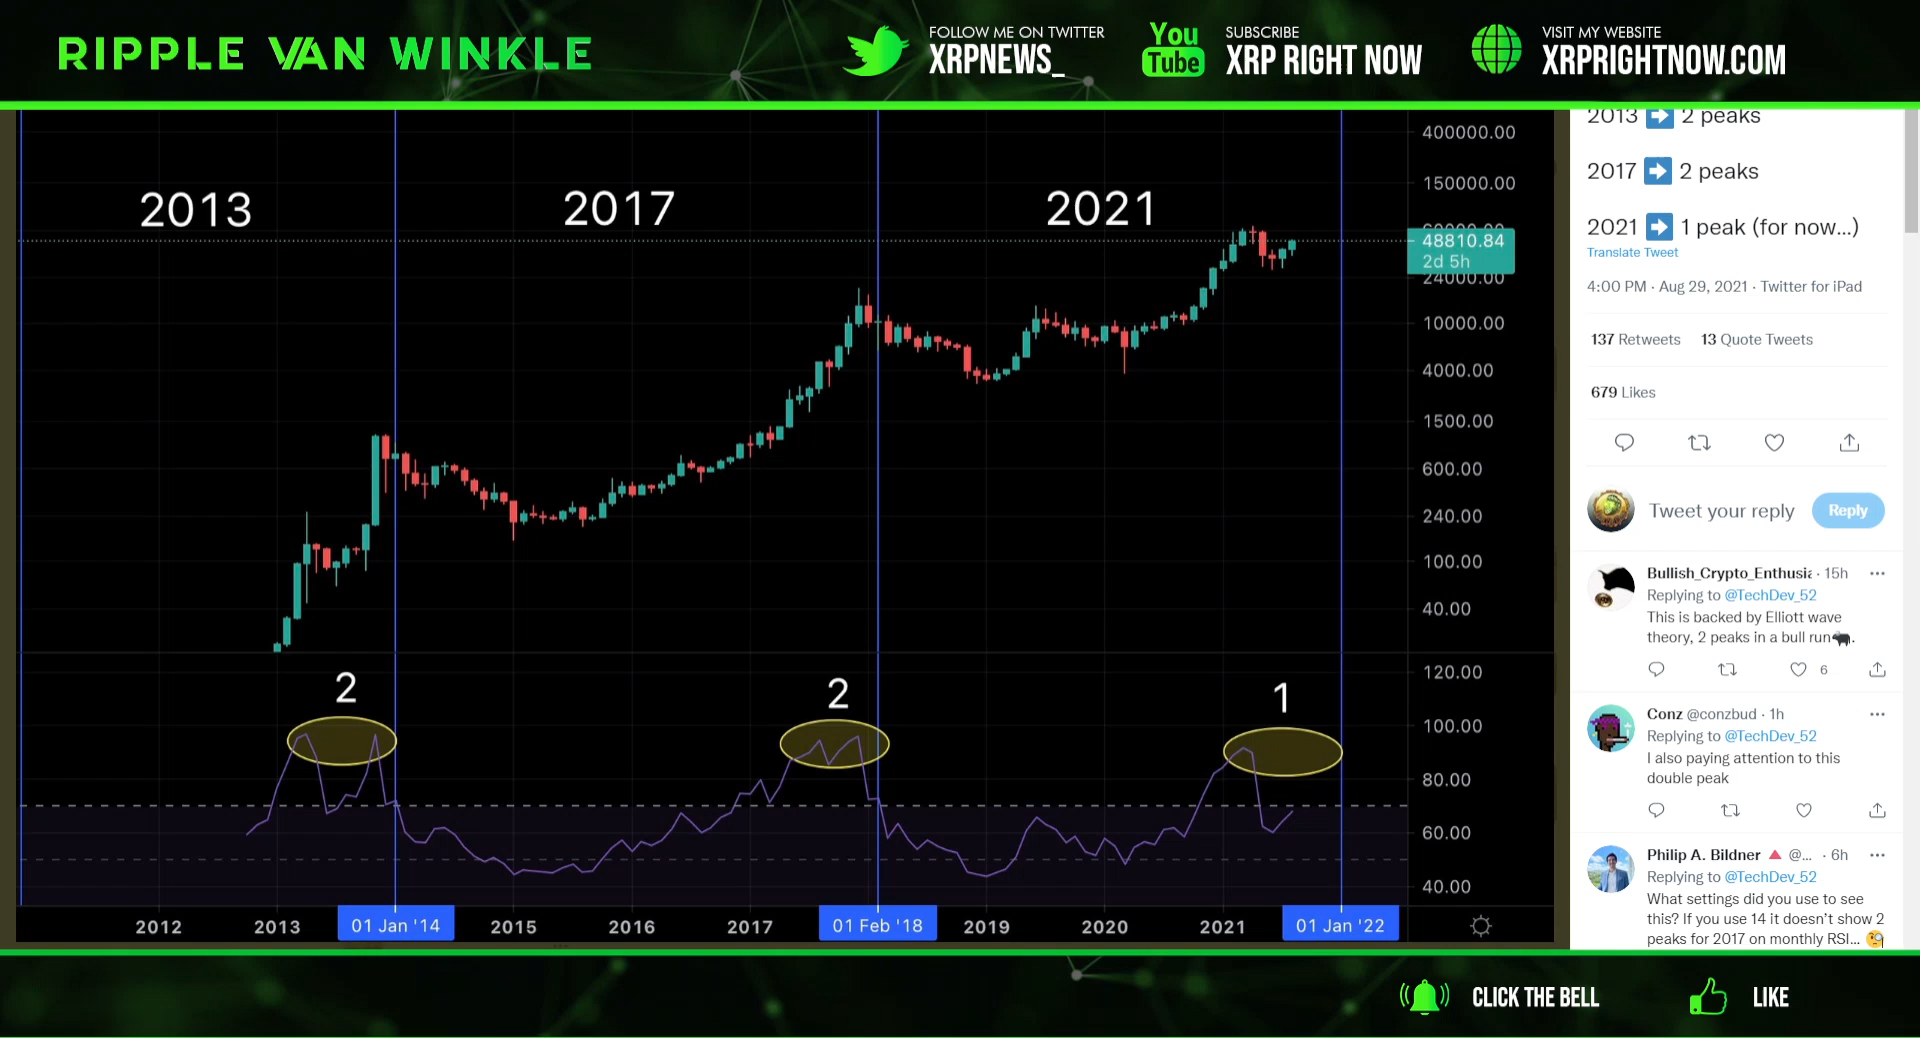 RIPPLE VAN WINKLE
FOLLOW ME ON TWITTER
XRPNEWS_
You
Tube
SUBSCRIBE
XRP RIGHT NOW
VISIT MY WEBSITE
XRPRIGHTNOW.COM
2013
2017
2021
400000.00
150000.00
60000.00
48810.84
2d 5h
24000.00
10000.00
4000.00
1500.00
600.00
240.00
100.00
40.00
2
2
1
120.00
100.00
80.00
60.00
40.00
2012
2013
01 Jan '14
2015
2016
2017
01 Feb '18
2019
2020
2021
01 Jan '22
2013 ➡ 2 peaks
2017 ➡ 2 peaks
2021 ➡ 1 peak (for now...)
Translate Tweet
4:00 PM · Aug 29, 2021 · Twitter for iPad
137 Retweets 13 Quote Tweets
679 Likes
Tweet your reply
Reply
Bullish_Crypto_Enthusia · 15h
Replying to @TechDev_52
This is backed by Elliott wave
theory, 2 peaks in a bull run🐂.
6
Conz @conzbud · 1h
Replying to @TechDev_52
I also paying attention to this
double peak
Philip A. Bildner 🔺 @... · 6h
Replying to @TechDev_52
What settings did you use to see
this? If you use 14 it doesn't show 2
peaks for 2017 on monthly RSI... 🧐
CLICK THE BELL
LIKE